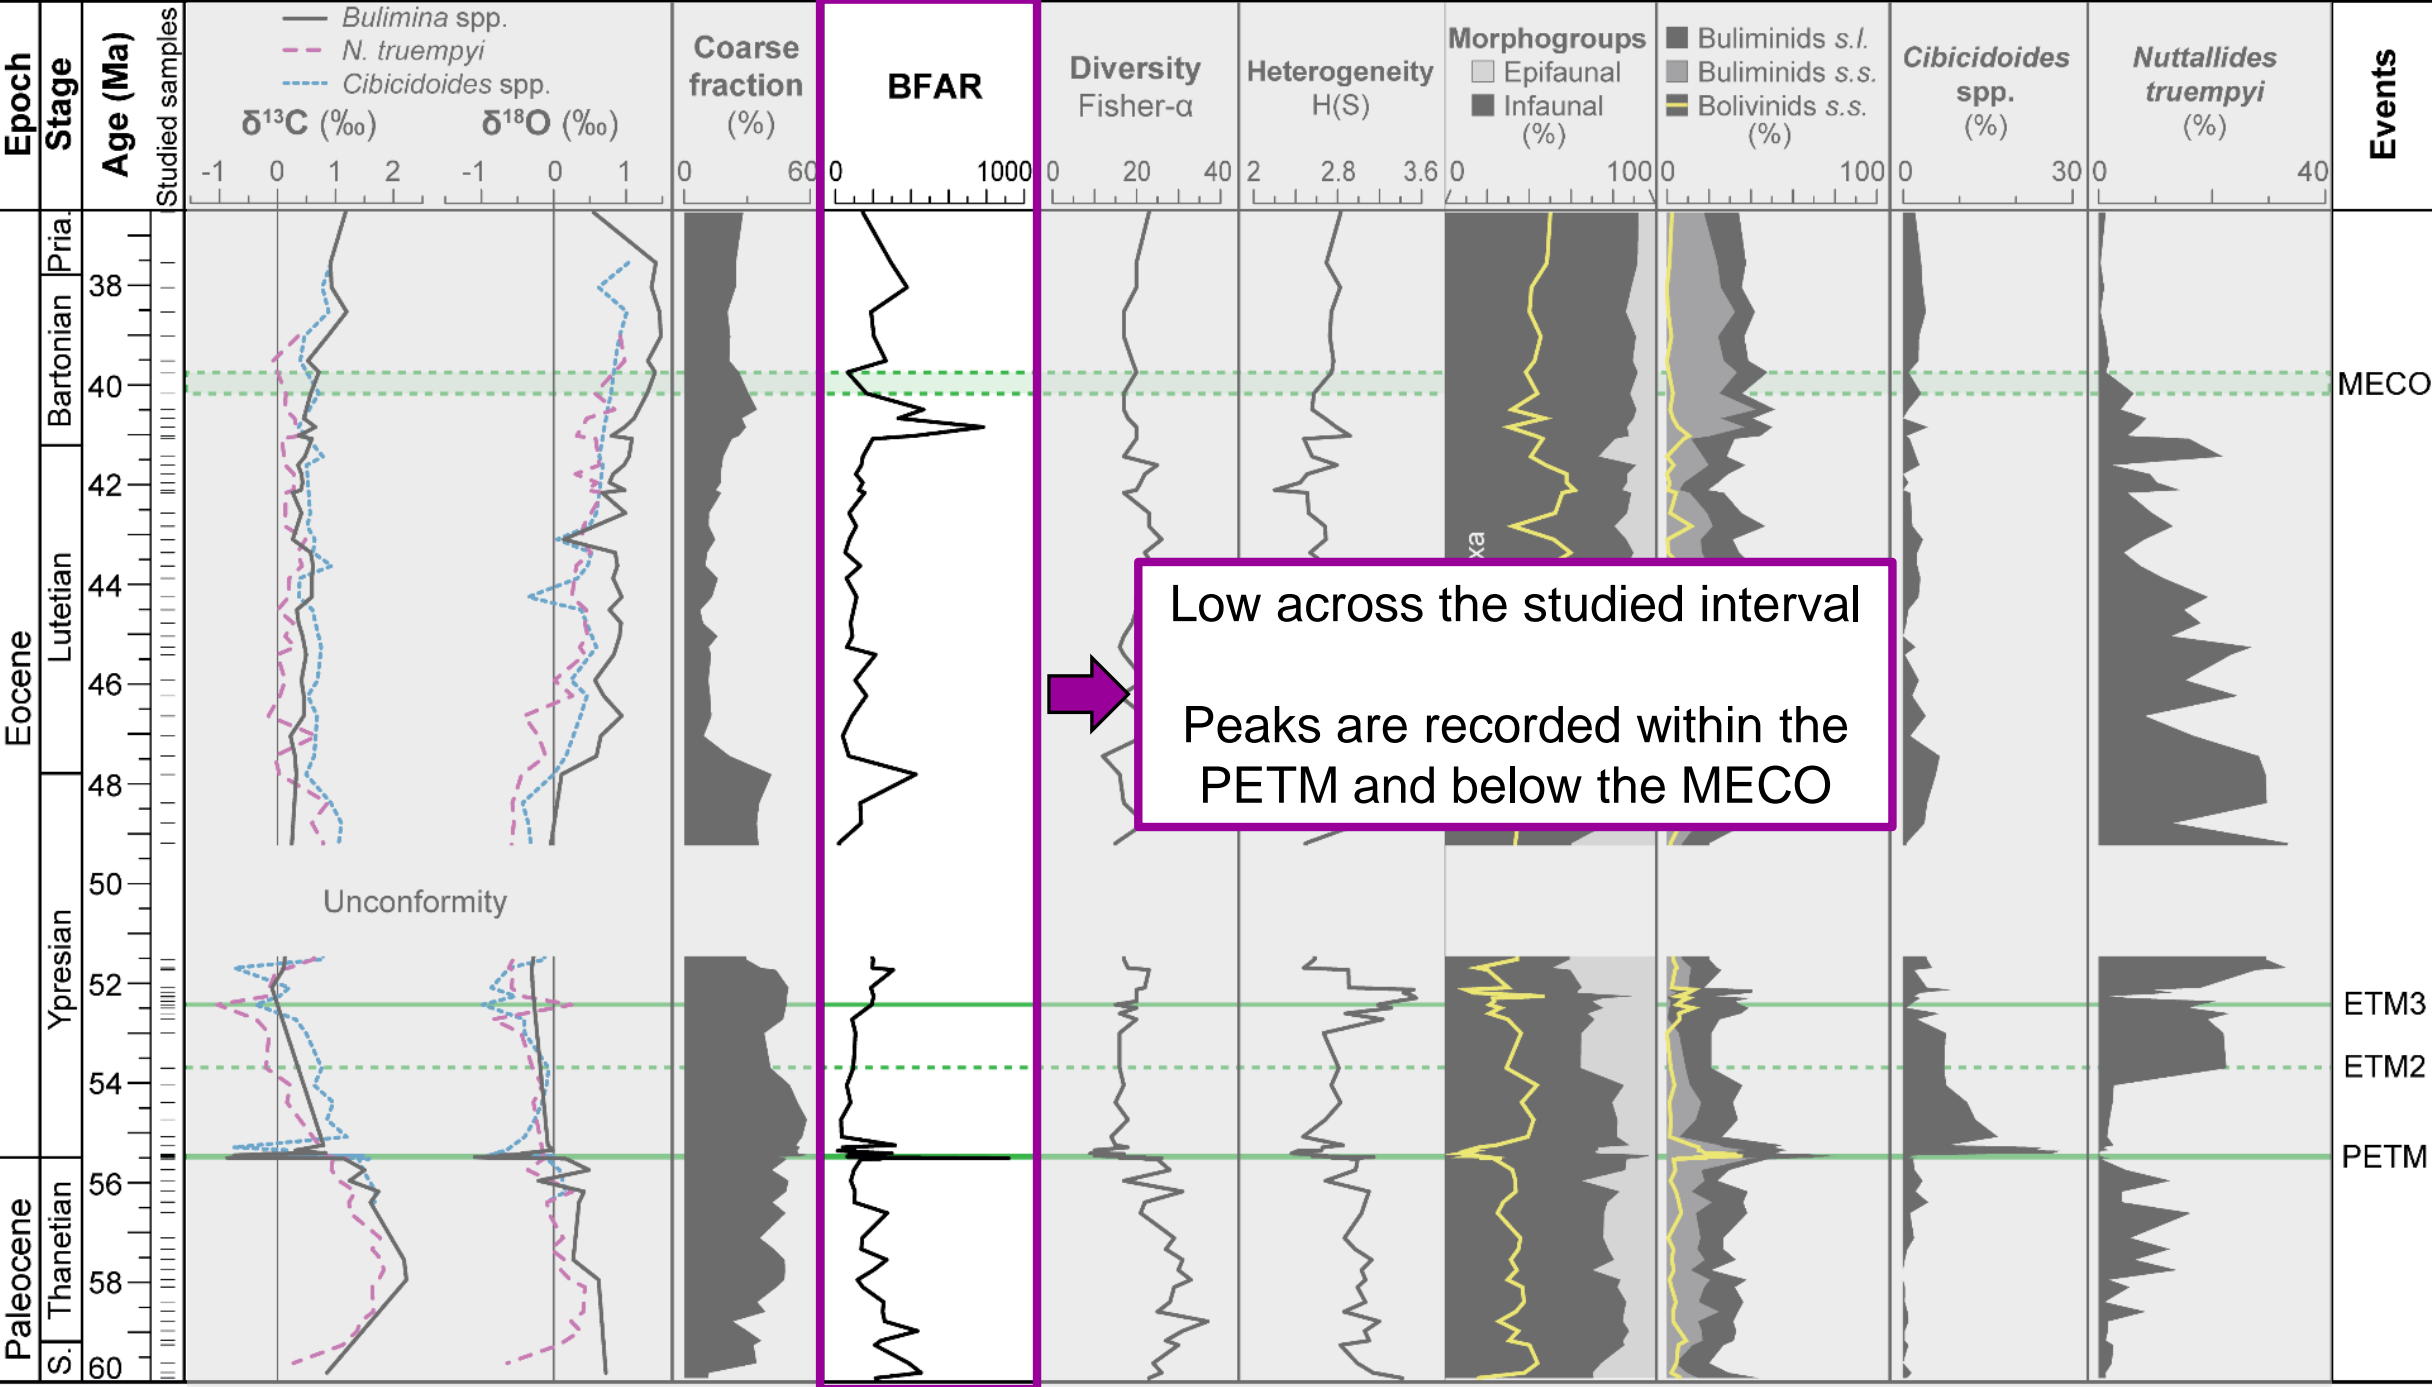 Epoch
Stage
Age (Ma)
Studied samples
Bulimina spp.
N. truempyi
Cibicidoides spp.
δ¹³C (‰)
δ¹⁸O (‰)
-1 0 1 2
-1 0 1
Coarse
fraction
(%)
0 60
BFAR
0 1000
Diversity
Fisher-α
0 20 40
Heterogeneity
H(S)
2 2.8 3.6
Morphogroups
Epifaunal
Infaunal
(%)
0 100
Buliminids s.l.
Buliminids s.s.
Bolivinids s.s.
(%)
0 100
Cibicidoides
spp.
(%)
0 30
Nuttallides
truempyi
(%)
0 40
Events
Eocene
Paleocene
Pria.
Bartonian
Lutetian
Ypresian
Thanetian
S.
38
40
42
44
46
48
50
52
54
56
58
60
xa
Unconformity
Low across the studied interval
Peaks are recorded within the
PETM and below the MECO
MECO
ETM3
ETM2
PETM